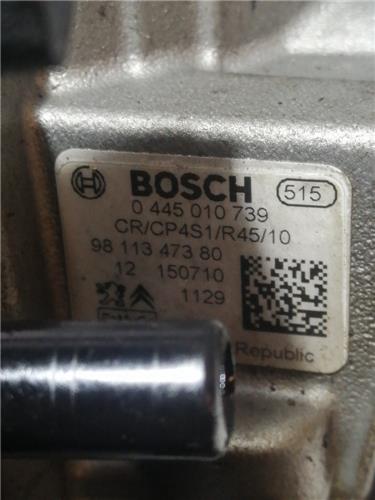 BOSCH 515
0 445 010 739
CR/CP4S1/R45/10
98 113 473 80
12 150710
1129
Republic